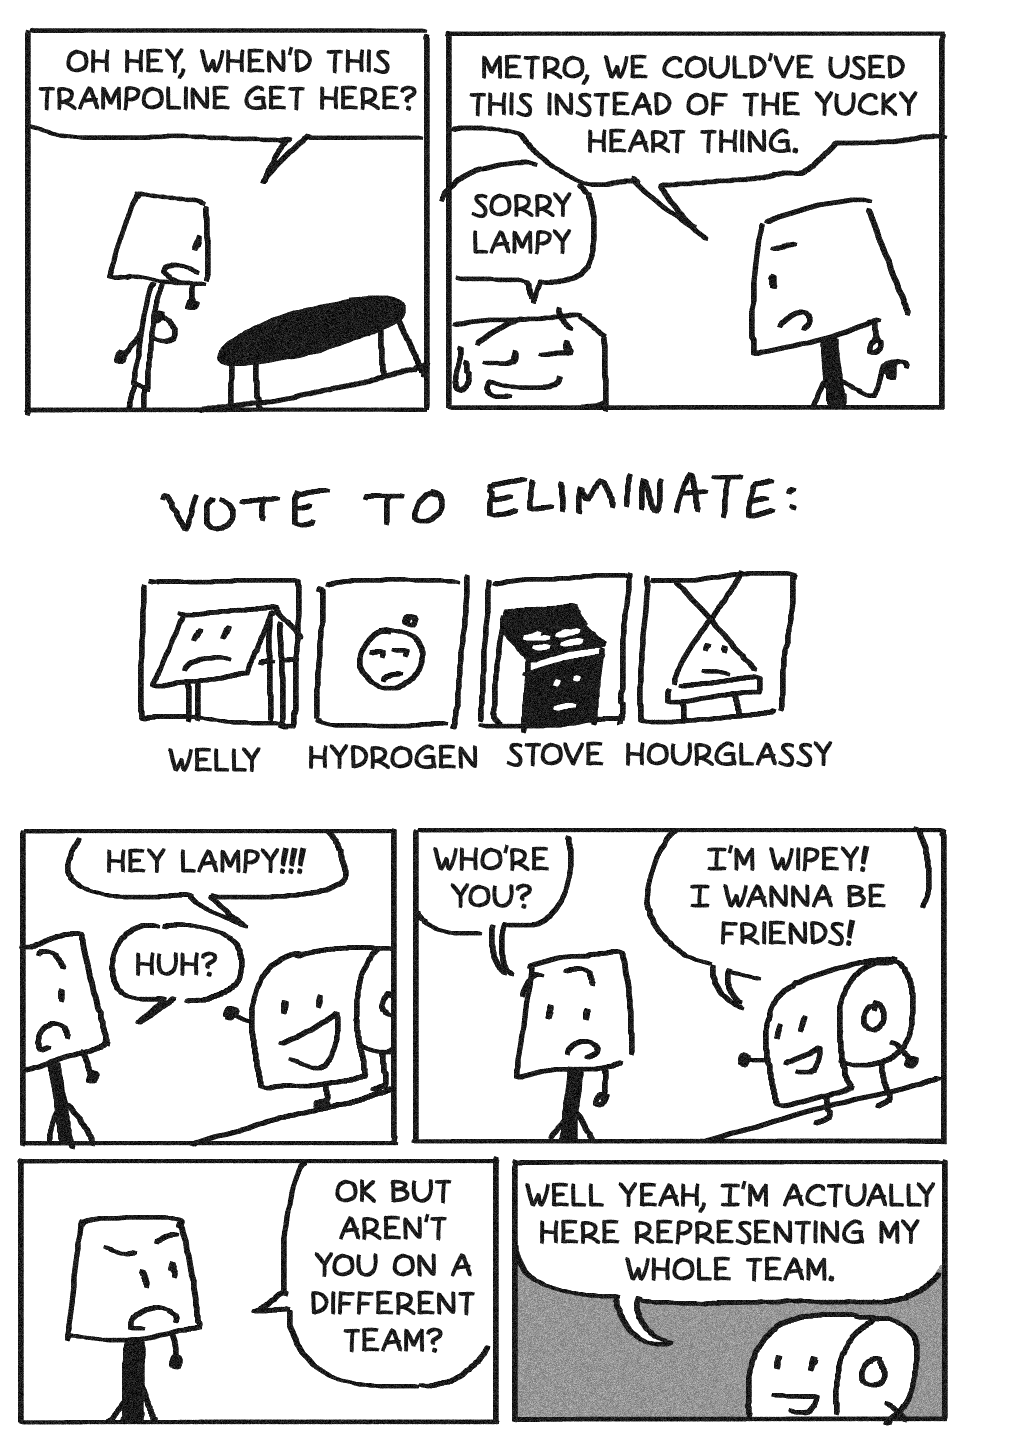 OH HEY, WHEN'D THIS
TRAMPOLINE GET HERE?
METRO, WE COULD'VE USED
THIS INSTEAD OF THE YUCKY
HEART THING.
SORRY
LAMPY
VOTE TO ELIMINATE:
WELLY
HYDROGEN
STOVE
HOURGLASSY
HEY LAMPY!!!
HUH?
WHO'RE
YOU?
I'M WIPEY!
I WANNA BE
FRIENDS!
OK BUT
AREN'T
YOU ON A
DIFFERENT
TEAM?
WELL YEAH, I'M ACTUALLY
HERE REPRESENTING MY
WHOLE TEAM.